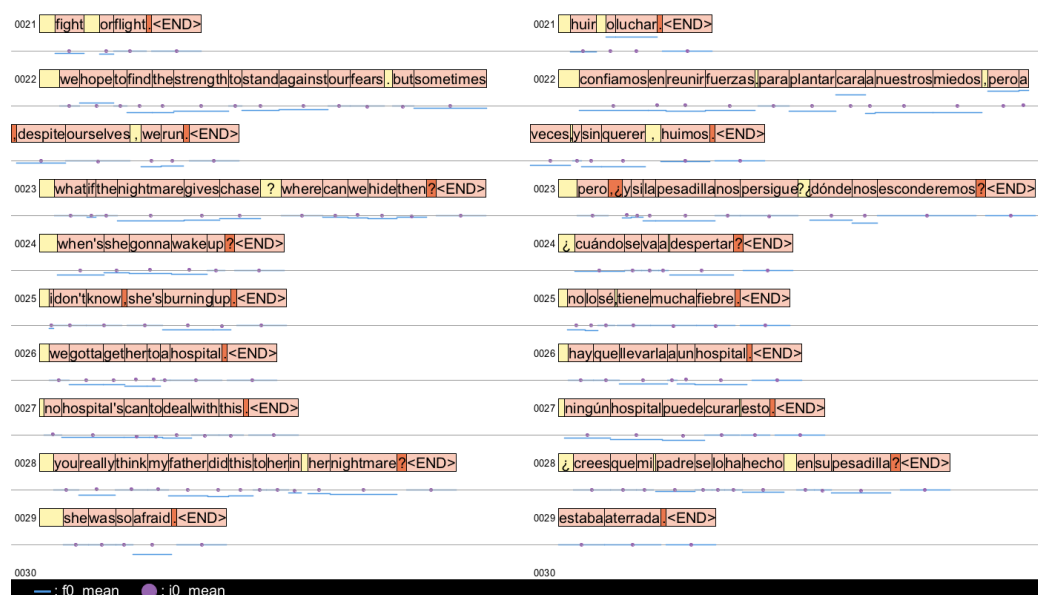 0021 fight or flight . <END>
0022 we hope to find the strength to stand against our fears . but sometimes
, despite ourselves , we run . <END>
0023 what if the nightmare gives chase ? where can we hide then ? <END>
0024 when's she gonna wake up ? <END>
0025 i don't know , she's burning up . <END>
0026 we gotta get her to a hospital . <END>
0027 no hospital's can to deal with this . <END>
0028 you really think my father did this to her in her nightmare ? <END>
0029 she was so afraid . <END>
0030
0021 huir o luchar . <END>
0022 confiamos en reunir fuerzas para plantar cara a nuestros miedos , pero a
veces , y sin querer , huimos . <END>
0023 pero , ¿ y si la pesadilla nos persigue ? ¿ dónde nos esconderemos ? <END>
0024 ¿ cuándo se va a despertar ? <END>
0025 no lo sé , tiene mucha fiebre . <END>
0026 hay que llevarla a un hospital . <END>
0027 ningún hospital puede curar esto . <END>
0028 ¿ crees que mi padre se lo ha hecho en su pesadilla ? <END>
0029 estaba aterrada . <END>
0030
: f0_mean : i0_mean